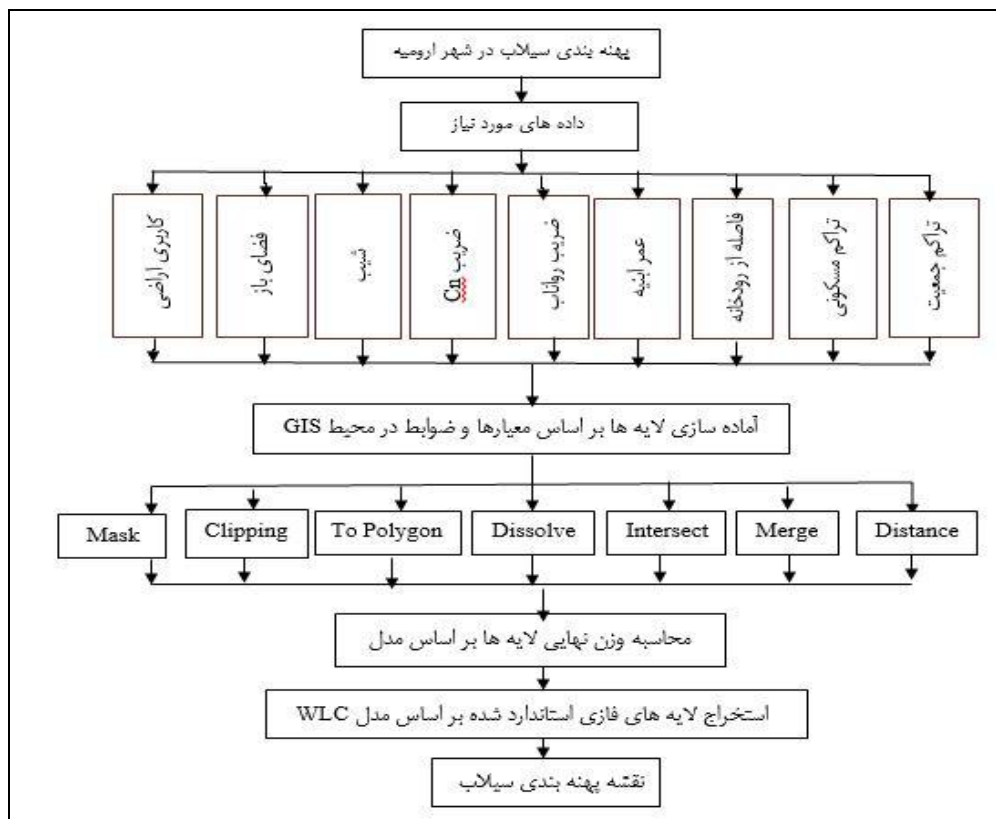 پهنه بندی سیلاب در شهر ارومیه
داده های مورد نیاز
تراکم جمعیت
تراکم مسکونی
فاصله از رودخانه
عمر ابنیه
ضریب رواناب
ضریب Cn
شیب
فضای باز
کاربری اراضی
آماده سازی لایه ها بر اساس معیارها و ضوابط در محیط GIS
Mask
Clipping
To Polygon
Dissolve
Intersect
Merge
Distance
محاسبه وزن نهایی لایه ها بر اساس مدل
استخراج لایه های فازی استاندارد شده بر اساس مدل WLC
نقشه پهنه بندی سیلاب